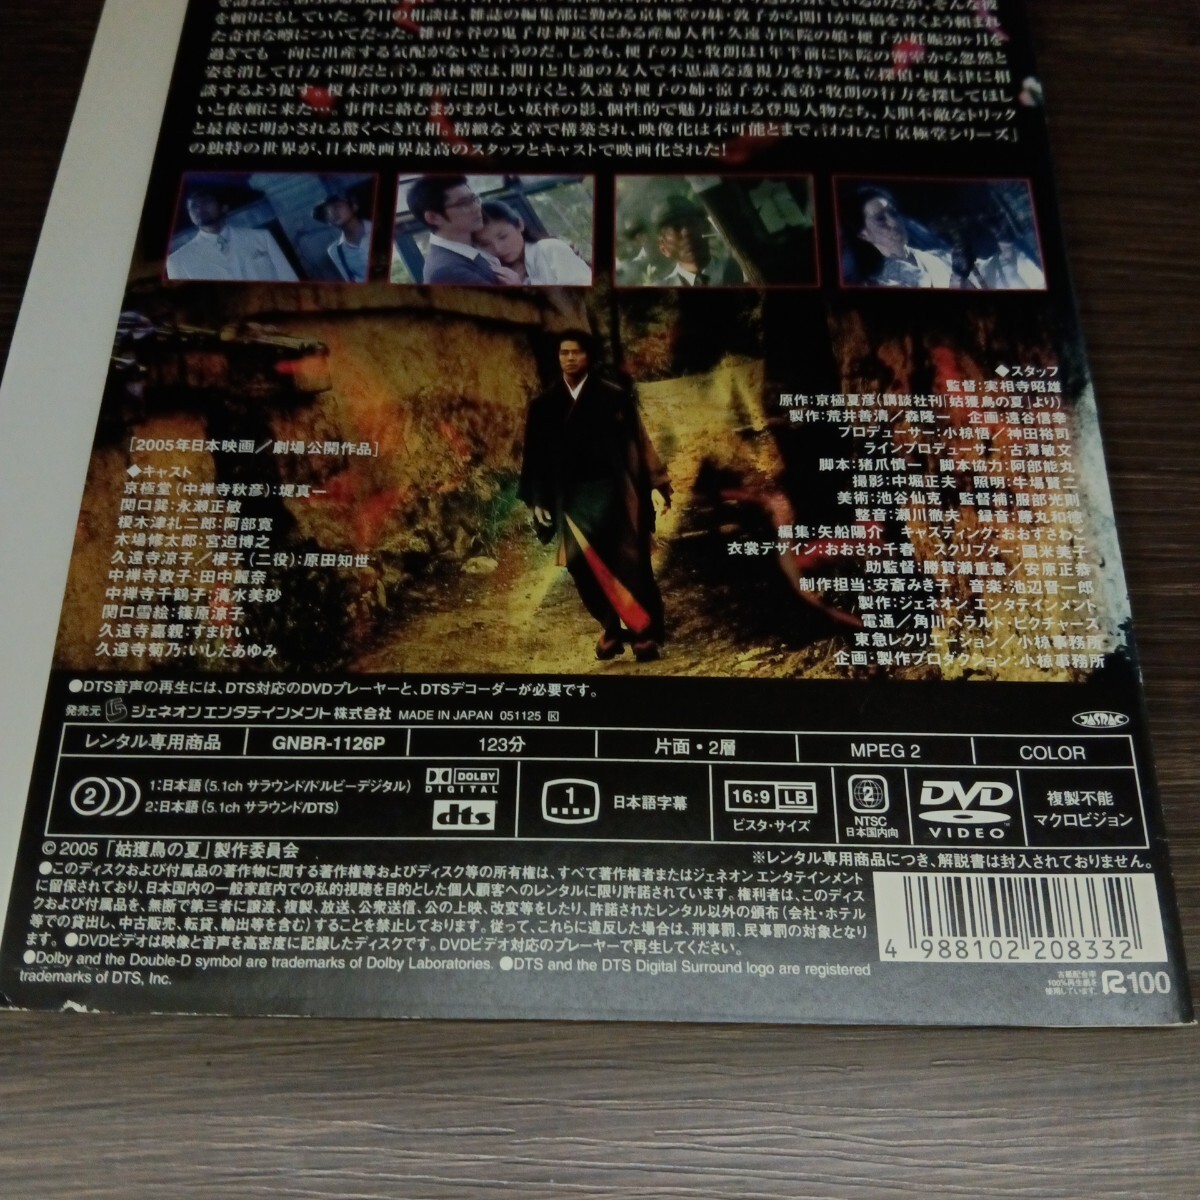 を頼りにしていた。今日の相談は、雑誌の編集部に勤める京極堂の妹・敦子から関口が原稿を書くよう頼まれ
た奇怪な噂についてだった。雑司ヶ谷の鬼子母神近くにある産婦人科・久遠寺医院の娘・梗子が妊娠20ヶ月を
過ぎても一向に出産する気配がないと言うのだ。しかも、梗子の夫・牧朗は1年半前に医院の密室から忽然と
姿を消して行方不明だと言う。京極堂は、関口と共通の友人で不思議な透視力を持つ私立探偵・榎木津に相
談するよう促す。榎木津の事務所に関口が行くと、久遠寺梗子の姉・涼子が、義弟・牧朗の行方を探してほし
いと依頼に来た…。事件に絡むまがまがしい妖怪の影、個性的で魅力溢れる登場人物たち、大胆不敵なトリック
と最後に明かされる驚くべき真相。精緻な文章で構築され、映像化は不可能とまで言われた「京極堂シリーズ」
の独特の世界が、日本映画界最高のスタッフとキャストで映画化された!
[2005年日本映画/劇場公開作品]
◆キャスト
京極堂(中禅寺秋彦):堤真一
関口巽:永瀬正敏
榎木津礼二郎:阿部寛
木場修太郎:宮迫博之
久遠寺涼子/梗子(二役):原田知世
中禅寺敦子:田中麗奈
中禅寺千鶴子:清水美砂
関口雪絵:篠原涼子
久遠寺嘉親:すまけい
久遠寺菊乃:いしだあゆみ
◆スタッフ
監督:実相寺昭雄
原作:京極夏彦(講談社刊「姑獲鳥の夏」より)
製作:荒井善清/森隆一 企画:遠谷信幸
プロデューサー:小椋悟/神田裕司
ラインプロデューサー:古澤敏文
脚本:猪爪慎一 脚本協力:阿部能丸
撮影:中堀正夫 照明:牛場賢二
美術:池谷仙克 監督補:服部光則
整音:瀬川徹夫 録音:藤丸和徳
編集:矢船陽介 キャスティング:おおずさわこ
衣裳デザイン:おおさわ千春 スクリプター:國米美子
助監督:勝賀瀬重憲/安原正恭
制作担当:安斎みき子 音楽:池辺晋一郎
製作:ジェネオン エンタテインメント
電通/角川ヘラルド・ピクチャーズ
東急レクリエーション/小椋事務所
企画・製作プロダクション:小椋事務所
●DTS音声の再生には、DTS対応のDVDプレーヤーと、DTSデコーダーが必要です。
発売元 ジェネオン エンタテインメント株式会社 MADE IN JAPAN 051125 K
JASRAC
レンタル専用商品 GNBR-1126P 123分 片面・2層 MPEG 2 COLOR
2 1:日本語(5.1ch サラウンド/ドルビーデジタル)
2:日本語(5.1ch サラウンド/DTS)
DOLBY
DIGITAL
dts
1 日本語字幕
16:9 LB
ビスタ・サイズ
2
NTSC
日本国内向
DVD
VIDEO
複製不能
マクロビジョン
© 2005「姑獲鳥の夏」製作委員会
※レンタル専用商品につき、解説書は封入されておりません。
●このディスクおよび付属品の著作物に関する著作権等およびディスク等の所有権は、すべて著作権者またはジェネオン エンタテインメント
に留保されており、日本国内の一般家庭内での私的視聴を目的とした個人顧客へのレンタルに限り許諾されています。権利者は、このディス
クおよび付属品を、無断で第三者に譲渡、複製、放送、公衆送信、公の上映、改変等をしたり、許諾されたレンタル以外の頒布(会社・ホテル
等での貸出し、中古販売、転貸、輸出等を含む)することを禁止しております。従って、これらに違反した場合は、刑事罰、民事罰の対象となり
ます。●DVDビデオは映像と音声を高密度に記録したディスクです。DVDビデオ対応のプレーヤーで再生してください。
●Dolby and the Double-D symbol are trademarks of Dolby Laboratories. ●DTS and the DTS Digital Surround logo are registered
trademarks of DTS, Inc.
4 988102 208332
古紙配合率
100%再生紙を
使用しています。
R100